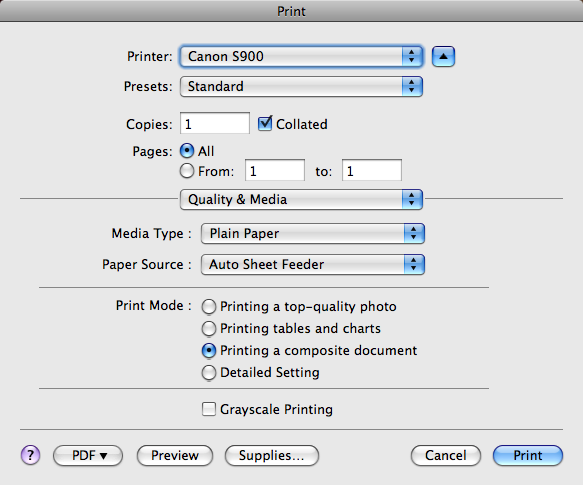 Print
Printer: Canon S900
Presets: Standard
Copies: 1 Collated
Pages: All
From: 1 to: 1
Quality & Media
Media Type : Plain Paper
Paper Source : Auto Sheet Feeder
Print Mode : Printing a top-quality photo
Printing tables and charts
Printing a composite document
Detailed Setting
Grayscale Printing
? PDF ▾ Preview Supplies... Cancel Print